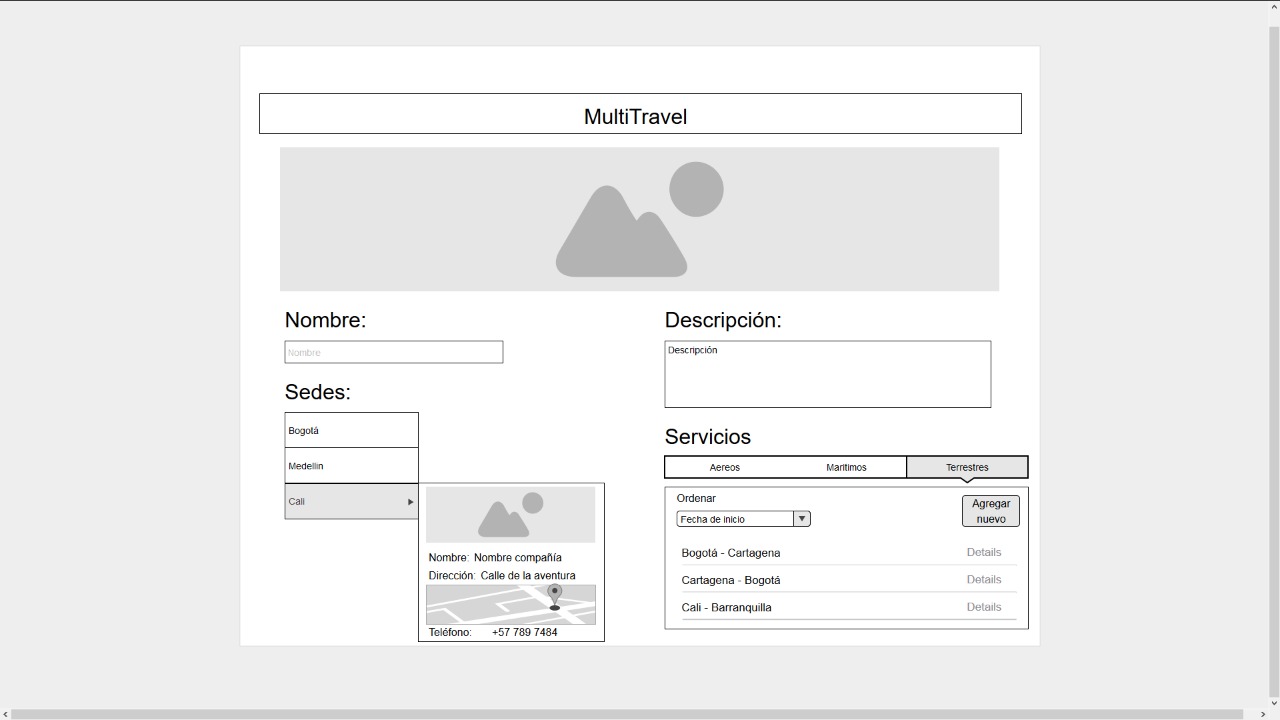 MultiTravel
Nombre:
Nombre
Sedes:
Bogotá
Medellin
Cali
Nombre: Nombre compañía
Dirección: Calle de la aventura
Teléfono: +57 789 7484
Descripción:
Descripción
Servicios
Aereos Maritimos Terrestres
Ordenar
Fecha de inicio
Agregar
nuevo
Bogotá - Cartagena Details
Cartagena - Bogotá Details
Cali - Barranquilla Details